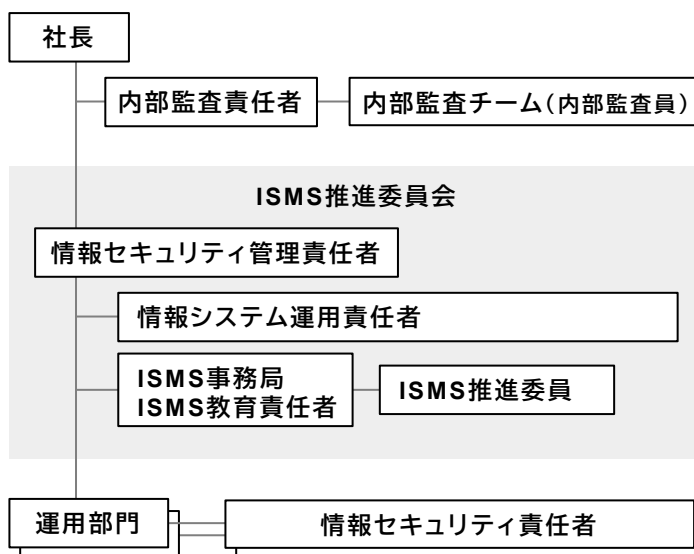 社長
内部監査責任者
内部監査チーム（内部監査員）
ISMS推進委員会
情報セキュリティ管理責任者
情報システム運用責任者
ISMS事務局
ISMS教育責任者
ISMS推進委員
運用部門
情報セキュリティ責任者